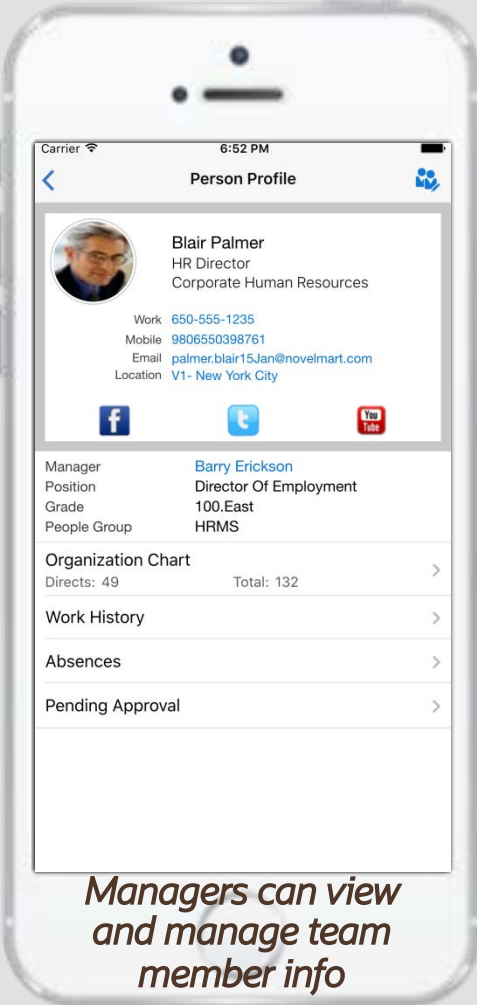 Carrier 6:52 PM
Person Profile
Blair Palmer
HR Director
Corporate Human Resources
Work 650-555-1235
Mobile 9806550398761
Email palmer.blair15Jan@novelmart.com
Location V1- New York City
f t You
Tube
Manager Barry Erickson
Position Director Of Employment
Grade 100.East
People Group HRMS
Organization Chart
Directs: 49 Total: 132
Work History
Absences
Pending Approval
Managers can view
and manage team
member info